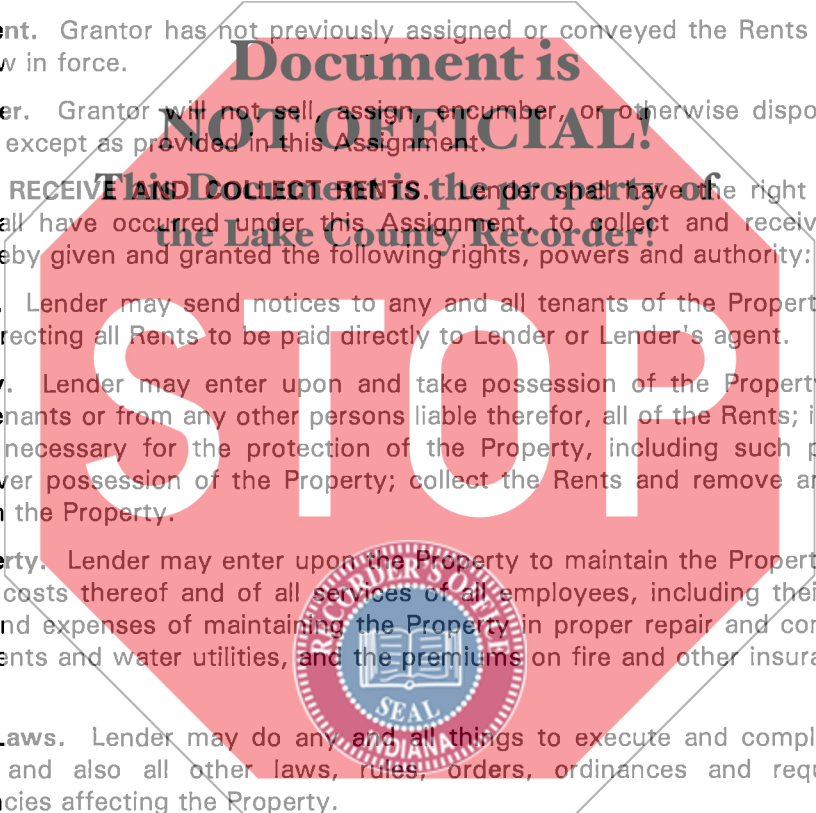 ent. Grantor has not previously assigned or conveyed the Rents
w in force.
Document is
er. Grantor will not sell, assign, encumber, or otherwise dispo
NOT OFFICIAL!
except as provided in this Assignment.
RECEIVE AND COLLECT RENTS. Lender shall have the right
This Document is the property of
all have occurred under this Assignment, to collect and receiv
the Lake County Recorder!
eby given and granted the following rights, powers and authority:
. Lender may send notices to any and all tenants of the Propert
recting all Rents to be paid directly to Lender or Lender's agent.
STOP
y. Lender may enter upon and take possession of the Property
enants or from any other persons liable therefor, all of the Rents; i
necessary for the protection of the Property, including such p
ver possession of the Property; collect the Rents and remove an
n the Property.
erty. Lender may enter upon the Property to maintain the Propert
costs thereof and of all services of all employees, including thei
nd expenses of maintaining the Property in proper repair and con
ents and water utilities, and the premiums on fire and other insura
RECORDER'S OFFICE
SEAL
INDIANA
Laws. Lender may do any and all things to execute and compl
and also all other laws, rules, orders, ordinances and requ
ncies affecting the Property.